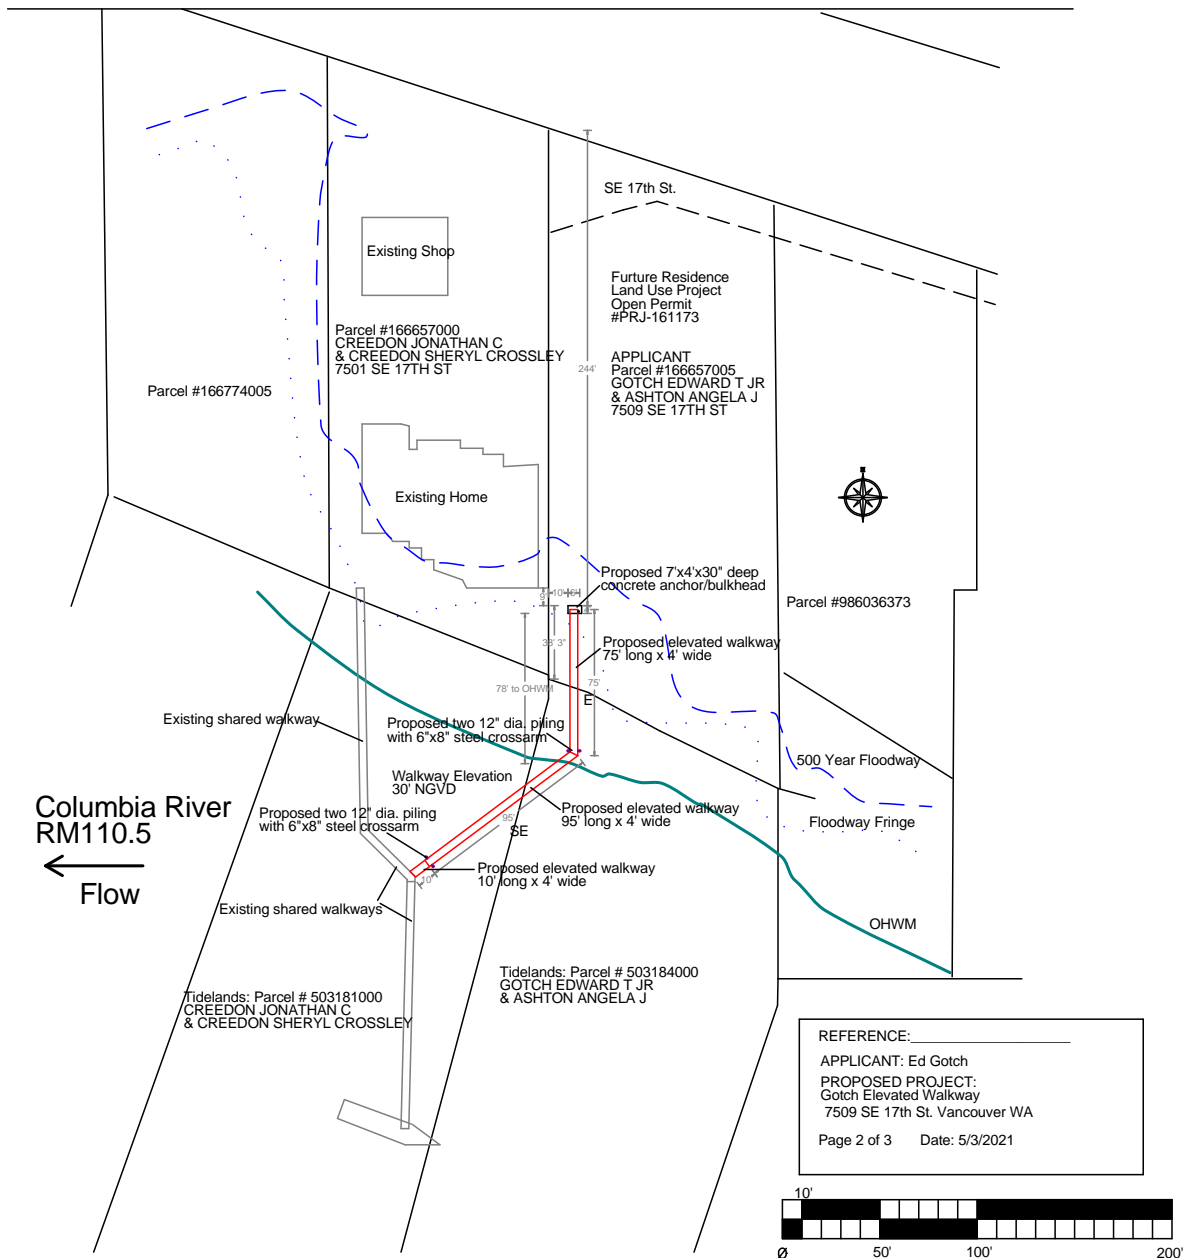 SE 17th St.
Existing Shop
Furture Residence
Land Use Project
Open Permit
#PRJ-161173
Parcel #166657000
CREEDON JONATHAN C
& CREEDON SHERYL CROSSLEY
7501 SE 17TH ST
APPLICANT
Parcel #166657005
GOTCH EDWARD T JR
& ASHTON ANGELA J
7509 SE 17TH ST
244'
Parcel #166774005
Existing Home
Proposed 7'x4'x30" deep
concrete anchor/bulkhead
Parcel #986036373
Proposed elevated walkway
75' long x 4' wide
78' to OHWM
75'
E
Existing shared walkway
Proposed two 12" dia. piling
with 6"x8" steel crossarm
500 Year Floodway
Walkway Elevation
30' NGVD
Columbia River
RM110.5
Flow
Proposed two 12" dia. piling
with 6"x8" steel crossarm
Proposed elevated walkway
95' long x 4' wide
95'
SE
Floodway Fringe
Proposed elevated walkway
10' long x 4' wide
10'
Existing shared walkways
OHWM
Tidelands: Parcel # 503181000
CREEDON JONATHAN C
& CREEDON SHERYL CROSSLEY
Tidelands: Parcel # 503184000
GOTCH EDWARD T JR
& ASHTON ANGELA J
REFERENCE:
APPLICANT: Ed Gotch
PROPOSED PROJECT:
Gotch Elevated Walkway
7509 SE 17th St. Vancouver WA
Page 2 of 3 Date: 5/3/2021
10'
50'
100'
200'